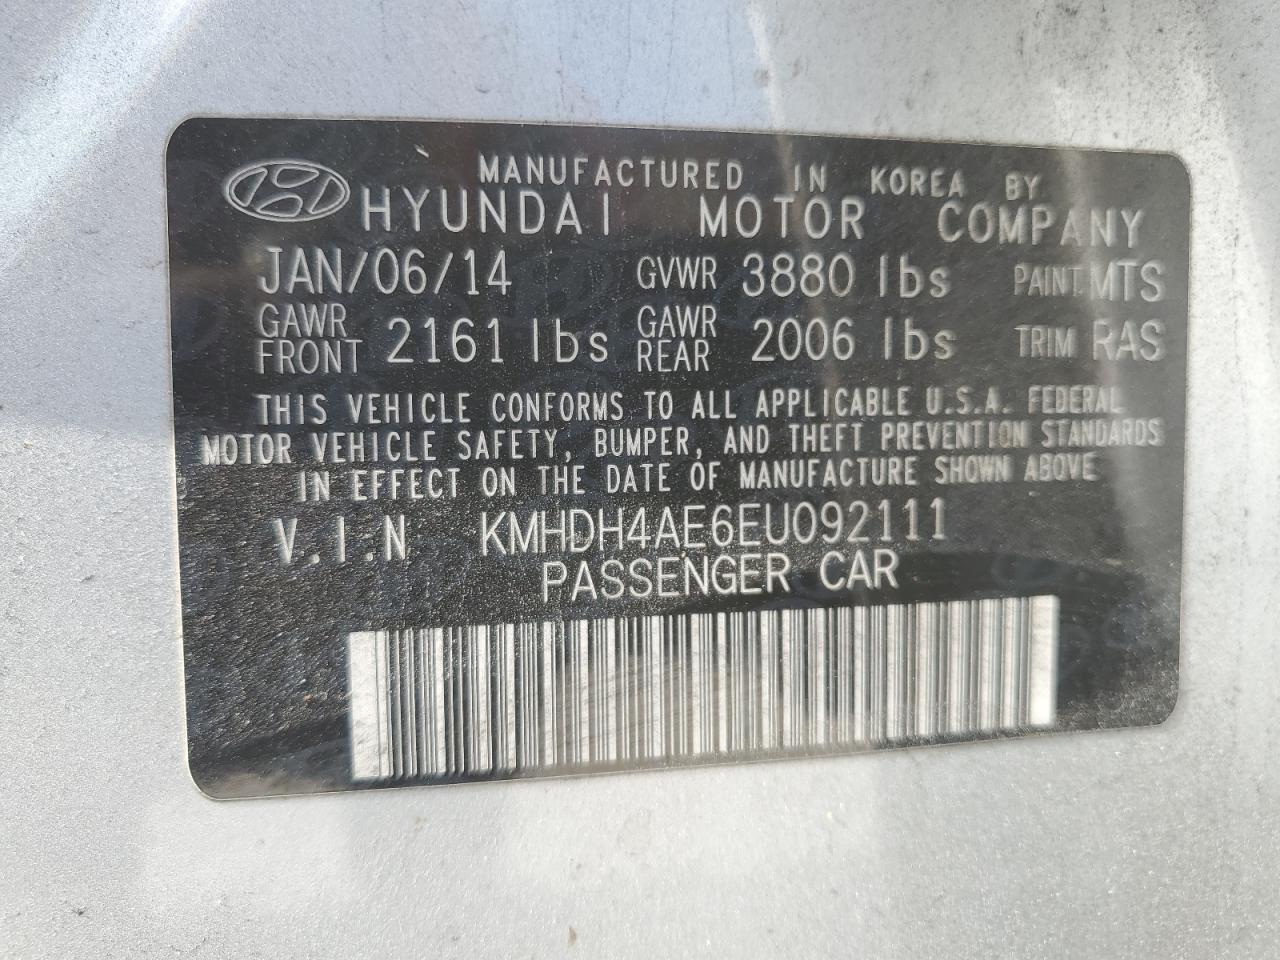 MANUFACTURED IN KOREA BY
HYUNDAI MOTOR COMPANY
JAN/06/14 GVWR 3880 lbs PAINT MTS
GAWR FRONT 2161 lbs GAWR REAR 2006 lbs TRIM RAS
THIS VEHICLE CONFORMS TO ALL APPLICABLE U.S.A. FEDERAL
MOTOR VEHICLE SAFETY, BUMPER, AND THEFT PREVENTION STANDARDS
IN EFFECT ON THE DATE OF MANUFACTURE SHOWN ABOVE
V.I.N KMHDH4AE6EU092111
PASSENGER CAR